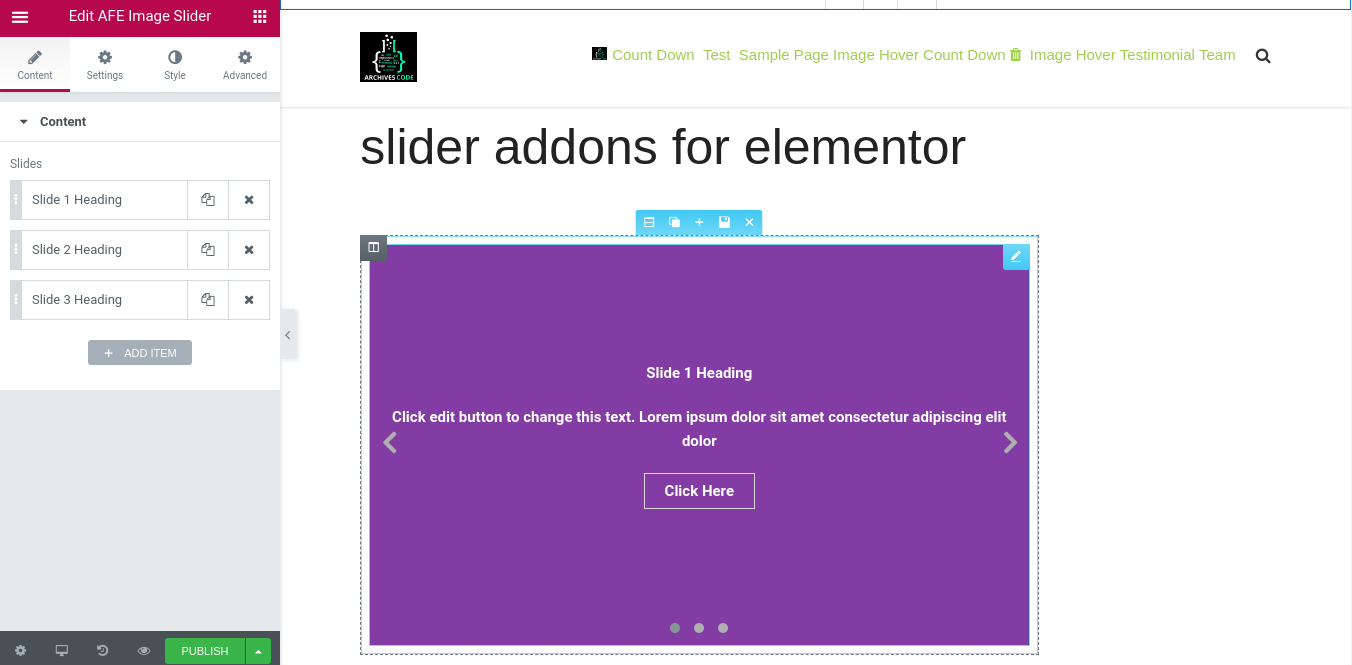 Edit AFE Image Slider
Content
Settings
Style
Advanced
Content
Slides
Slide 1 Heading
Slide 2 Heading
Slide 3 Heading
ADD ITEM
PUBLISH
ARCHIVES CODE
Count Down Test Sample Page Image Hover Count Down Image Hover Testimonial Team
slider addons for elementor
Slide 1 Heading
Click edit button to change this text. Lorem ipsum dolor sit amet consectetur adipiscing elit
dolor
Click Here